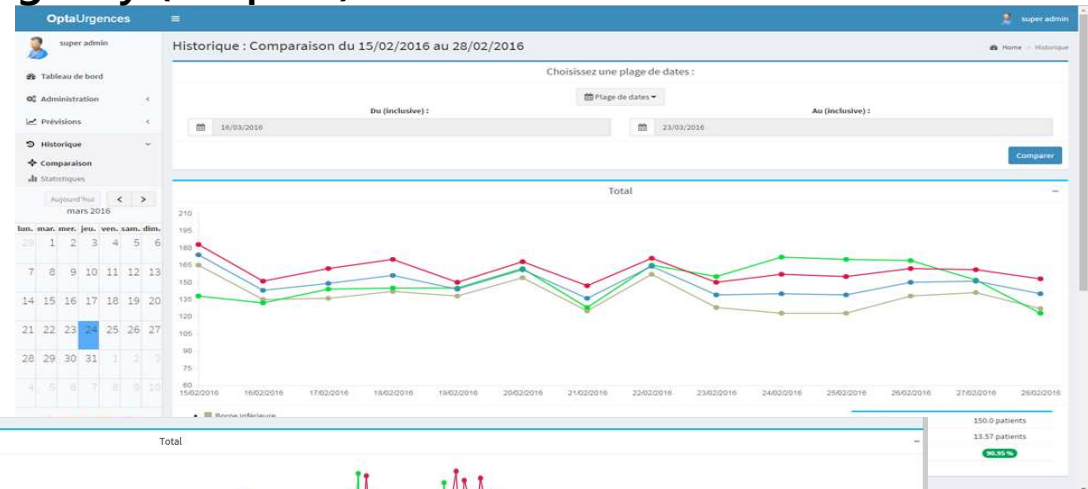 OptaUrgences
super admin
super admin
Historique : Comparaison du 15/02/2016 au 28/02/2016
Home > Historique
Choisissez une plage de dates :
Tableau de bord
Plage de dates
Administration
Du (inclusive) :
Au (inclusive) :
Prévisions
16/03/2016
23/03/2016
Historique
Comparaison
Comparer
Statistiques
Total
Aujourd'hui < >
mars 2016
lun. mar. mer. jeu. ven. sam. dim.
29 1 2 3 4 5 6
7 8 9 10 11 12 13
14 15 16 17 18 19 20
21 22 23 24 25 26 27
28 29 30 31 1 2 3
4 5 6 7 8 9 10
210
195
180
165
150
135
120
105
90
75
60
15/02/2016 16/02/2016 17/02/2016 18/02/2016 19/02/2016 20/02/2016 21/02/2016 22/02/2016 23/02/2016 24/02/2016 25/02/2016 26/02/2016 27/02/2016 28/02/2016
Borne inférieure
150.0 patients
13.57 patients
90.95 %
Total